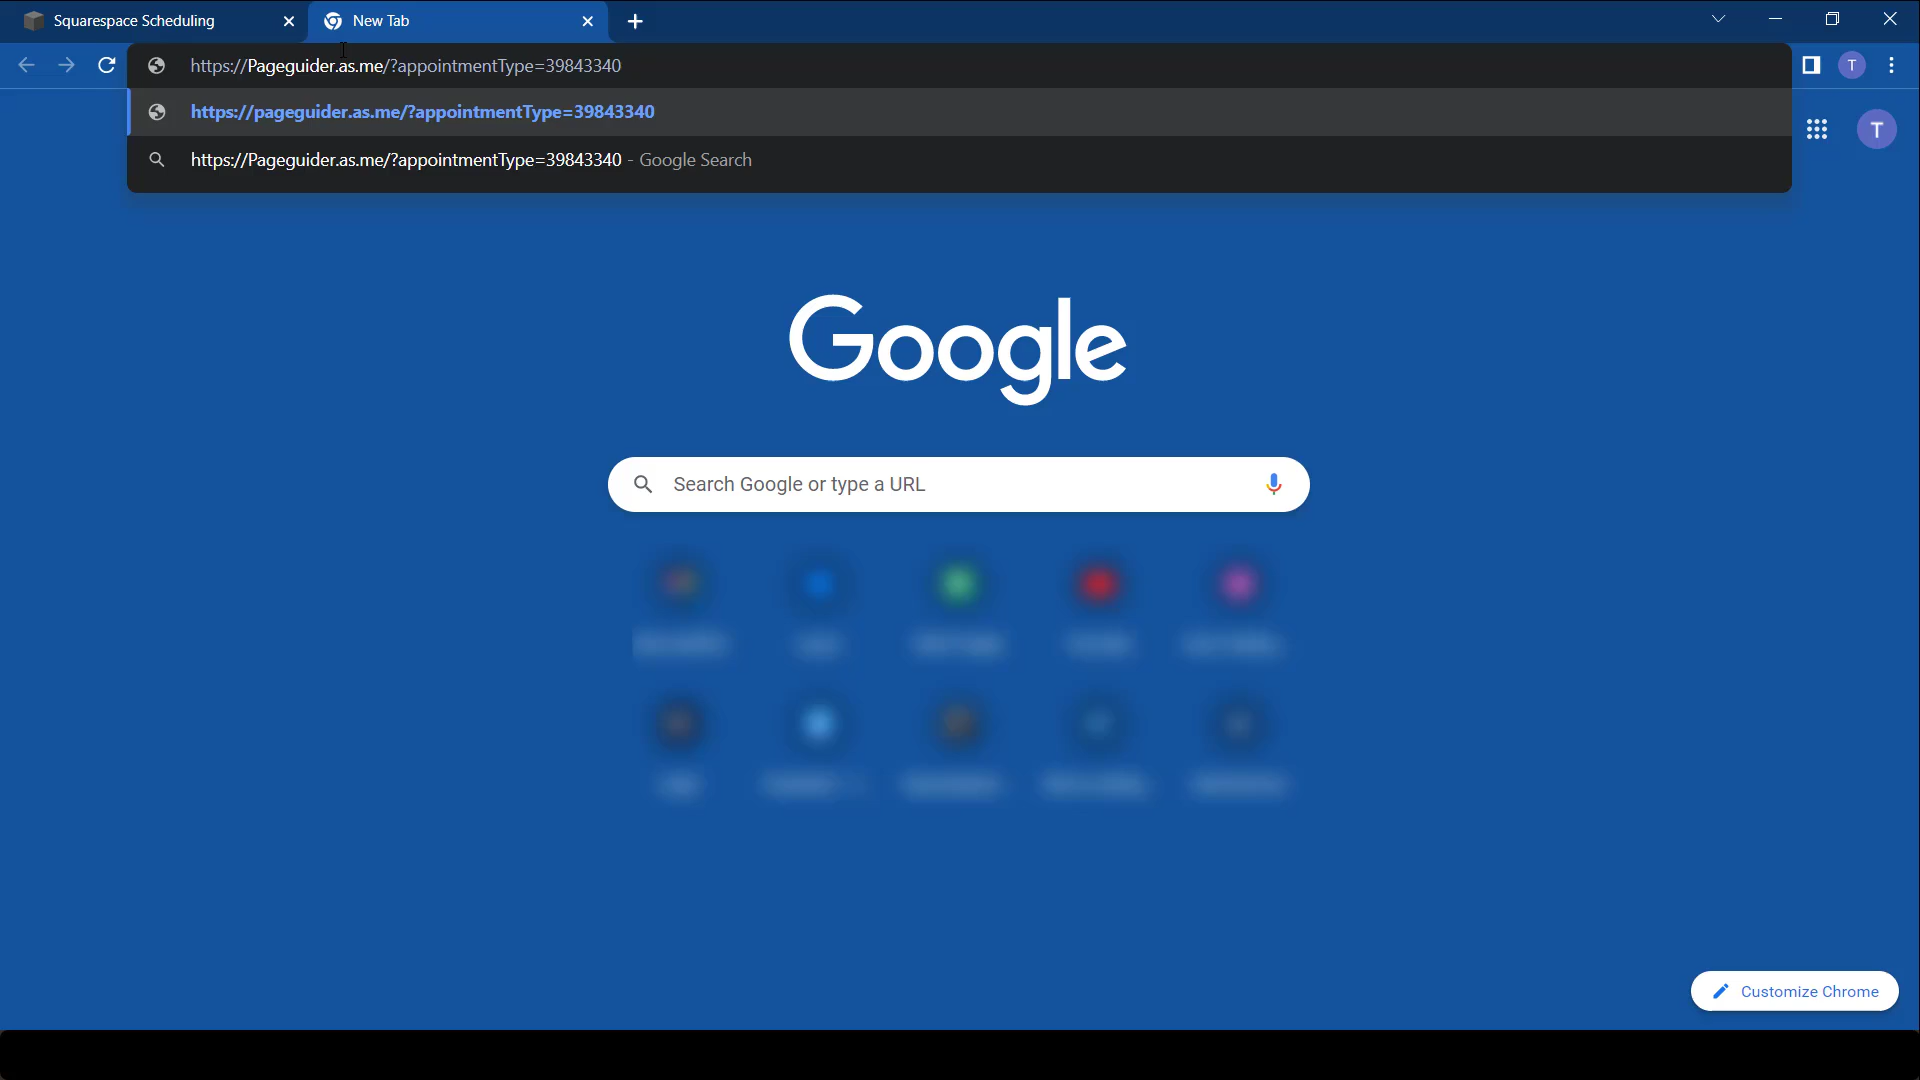 Squarespace Scheduling
New Tab
https://Pageguider.as.me/?appointmentType=39843340
T
https://pageguider.as.me/?appointmentType=39843340
T
https://Pageguider.as.me/?appointmentType=39843340 - Google Search
Google
Search Google or type a URL
Customize Chrome